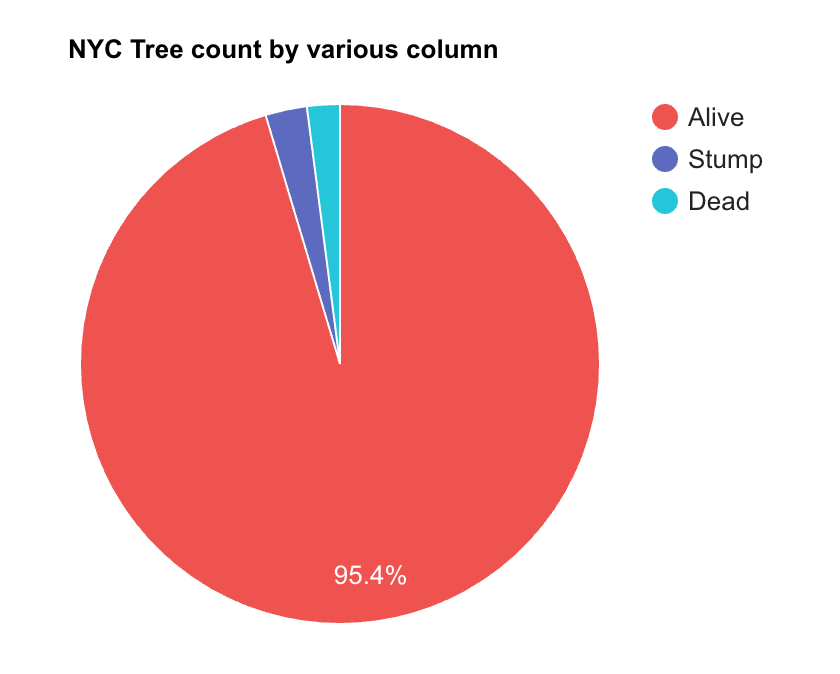 NYC Tree count by various column
Alive
Stump
Dead
95.4%